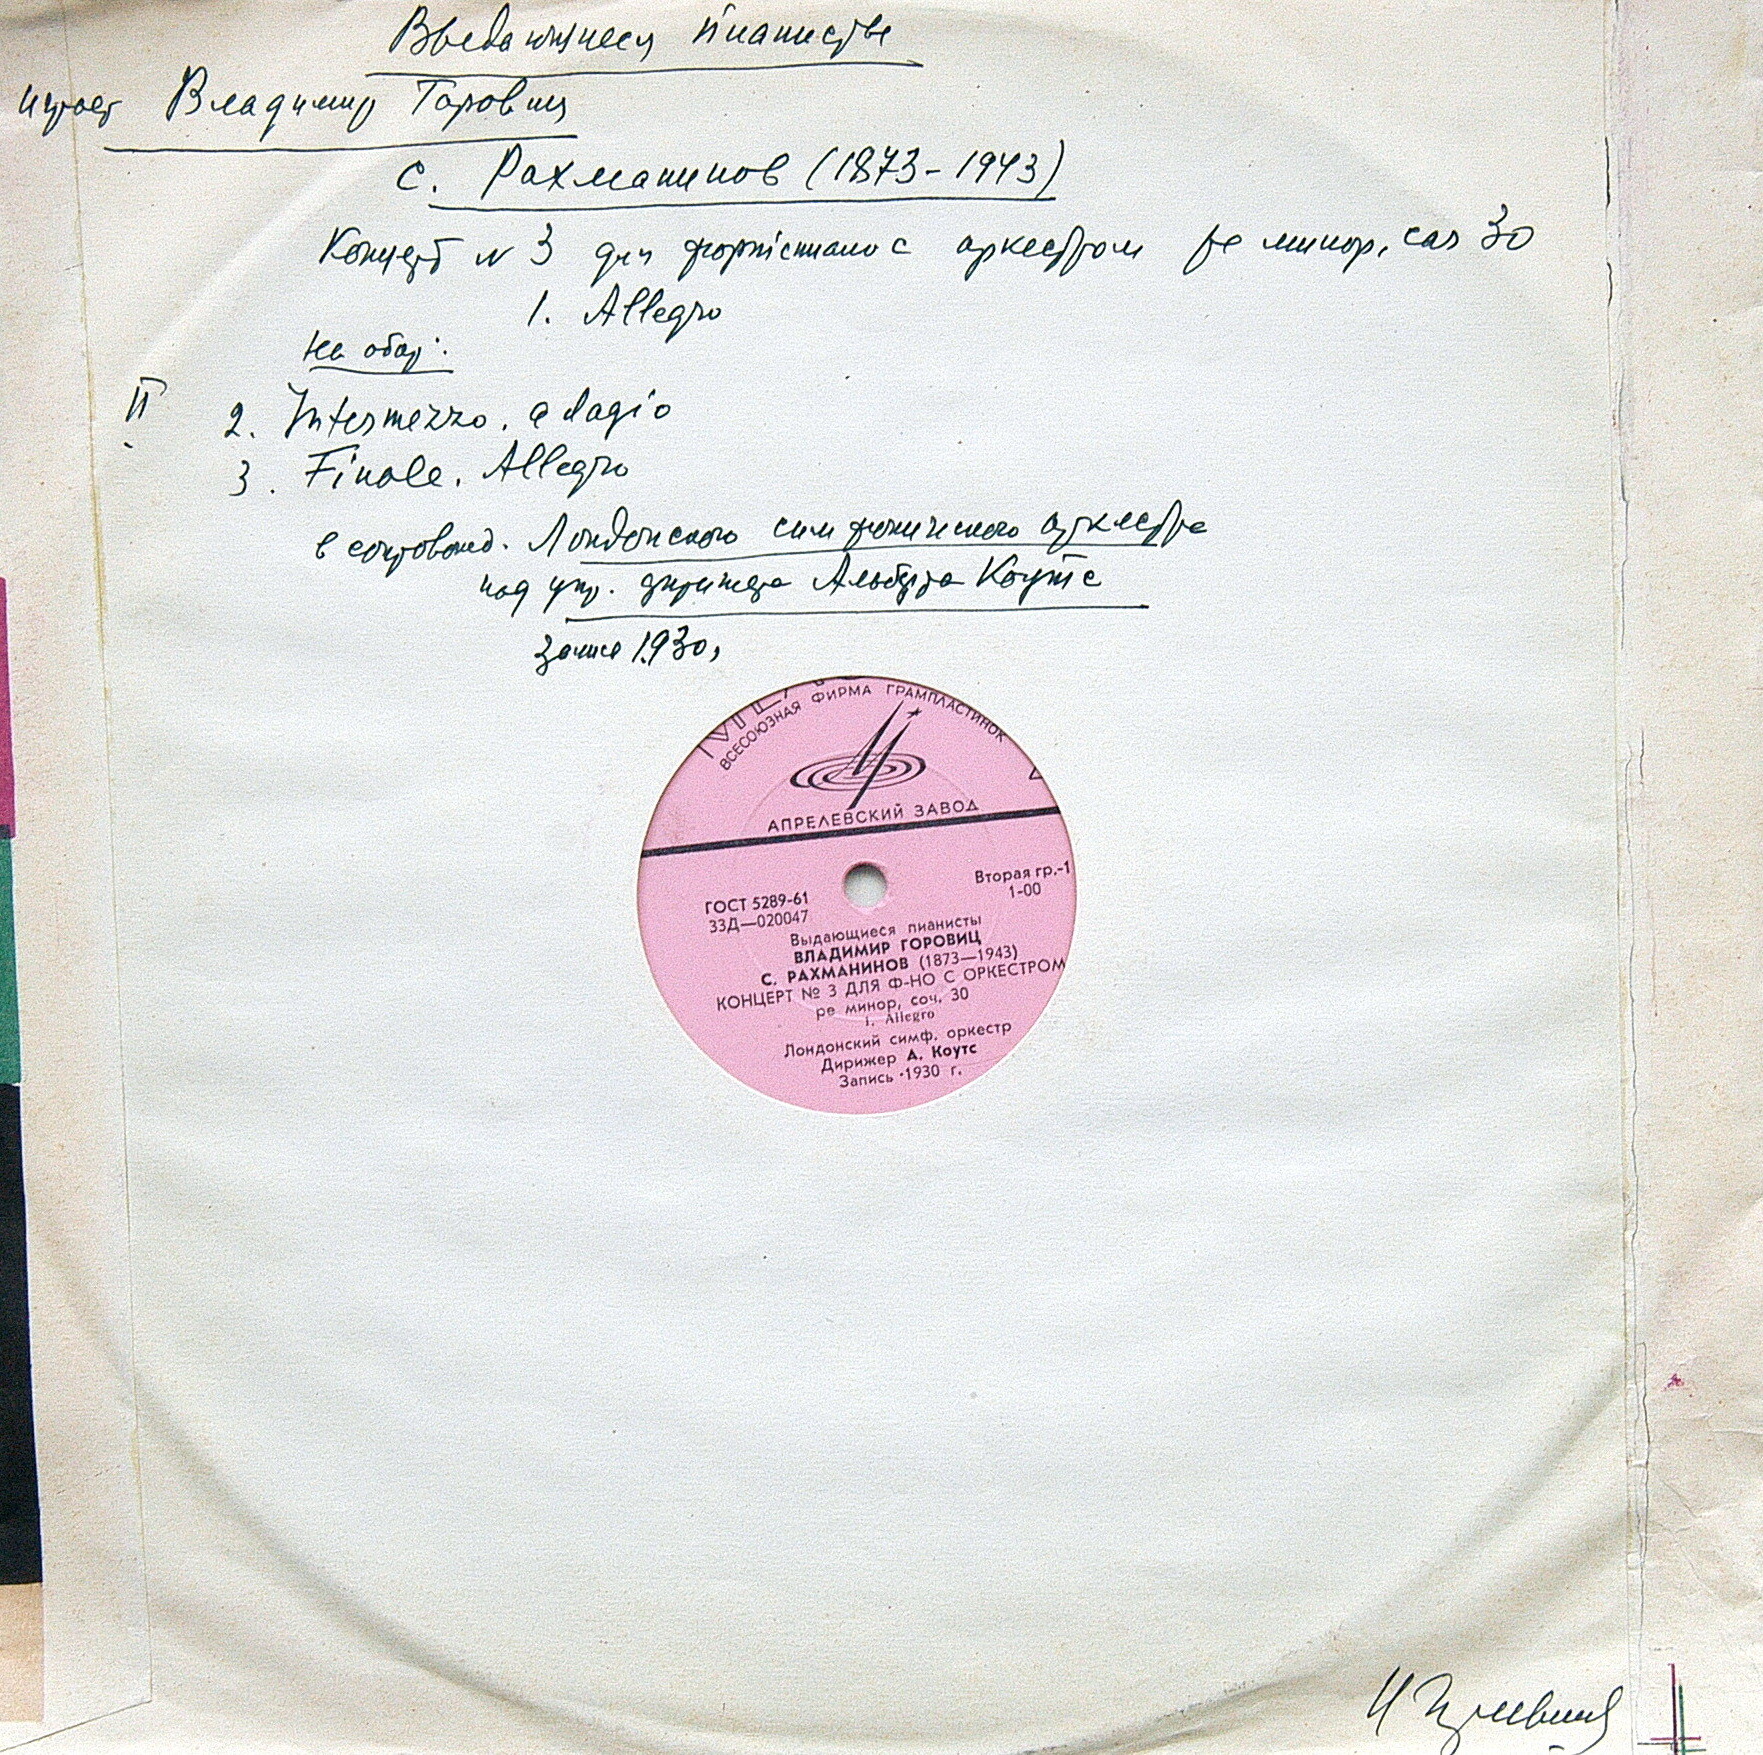 Выдающиеся пианисты
играет Владимир Горовиц
С. Рахманинов (1873-1943)
Концерт № 3 для фортепиано с оркестром ре минор, соч 30
1. Allegro
На обор.
II
2. Intermezzo. adagio
3. Finale. Allegro
в сопровожд. Лондонского симфонического оркестра
под упр. дирижера Альберта Коутс
запись 1930,
ВСЕСОЮЗНАЯ ФИРМА ГРАМПЛАСТИНОК
АПРЕЛЕВСКИЙ ЗАВОД
ГОСТ 5289-61
33Д—020047
Вторая гр.-1
1-00
Выдающиеся пианисты
ВЛАДИМИР ГОРОВИЦ
С. РАХМАНИНОВ (1873—1943)
КОНЦЕРТ № 3 ДЛЯ Ф-НО С ОРКЕСТРОМ
ре минор, соч. 30
1. Allegro
Лондонский симф. оркестр
Дирижер А. Коутс
Запись 1930 г.